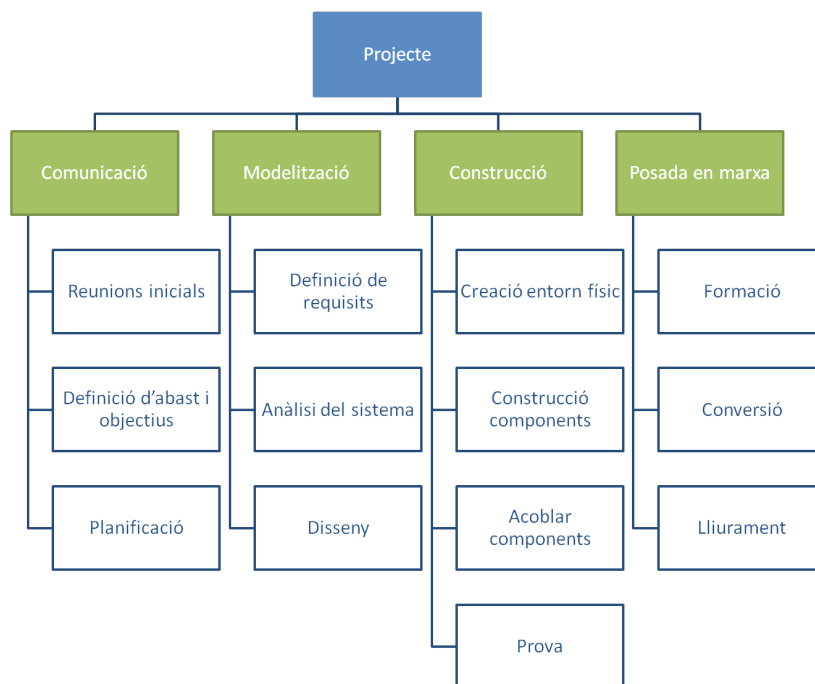 Projecte
Comunicació
Modelització
Construcció
Posada en marxa
Reunions inicials
Definició d'abast i
objectius
Planificació
Definició de
requisits
Anàlisi del sistema
Disseny
Creació entorn físic
Construcció
components
Acoblar
components
Prova
Formació
Conversió
Lliurament